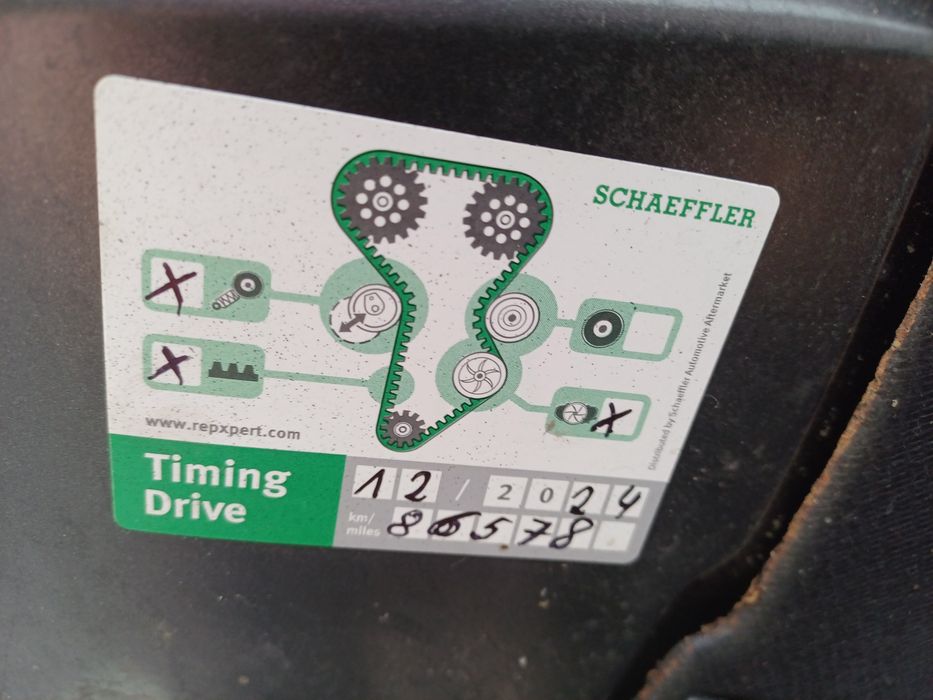 SCHAEFFLER
X
X
X
www.repxpert.com
Distributed by Schaeffler Automotive Aftermarket
Timing
Drive
12 / 2024
km/
miles
86578